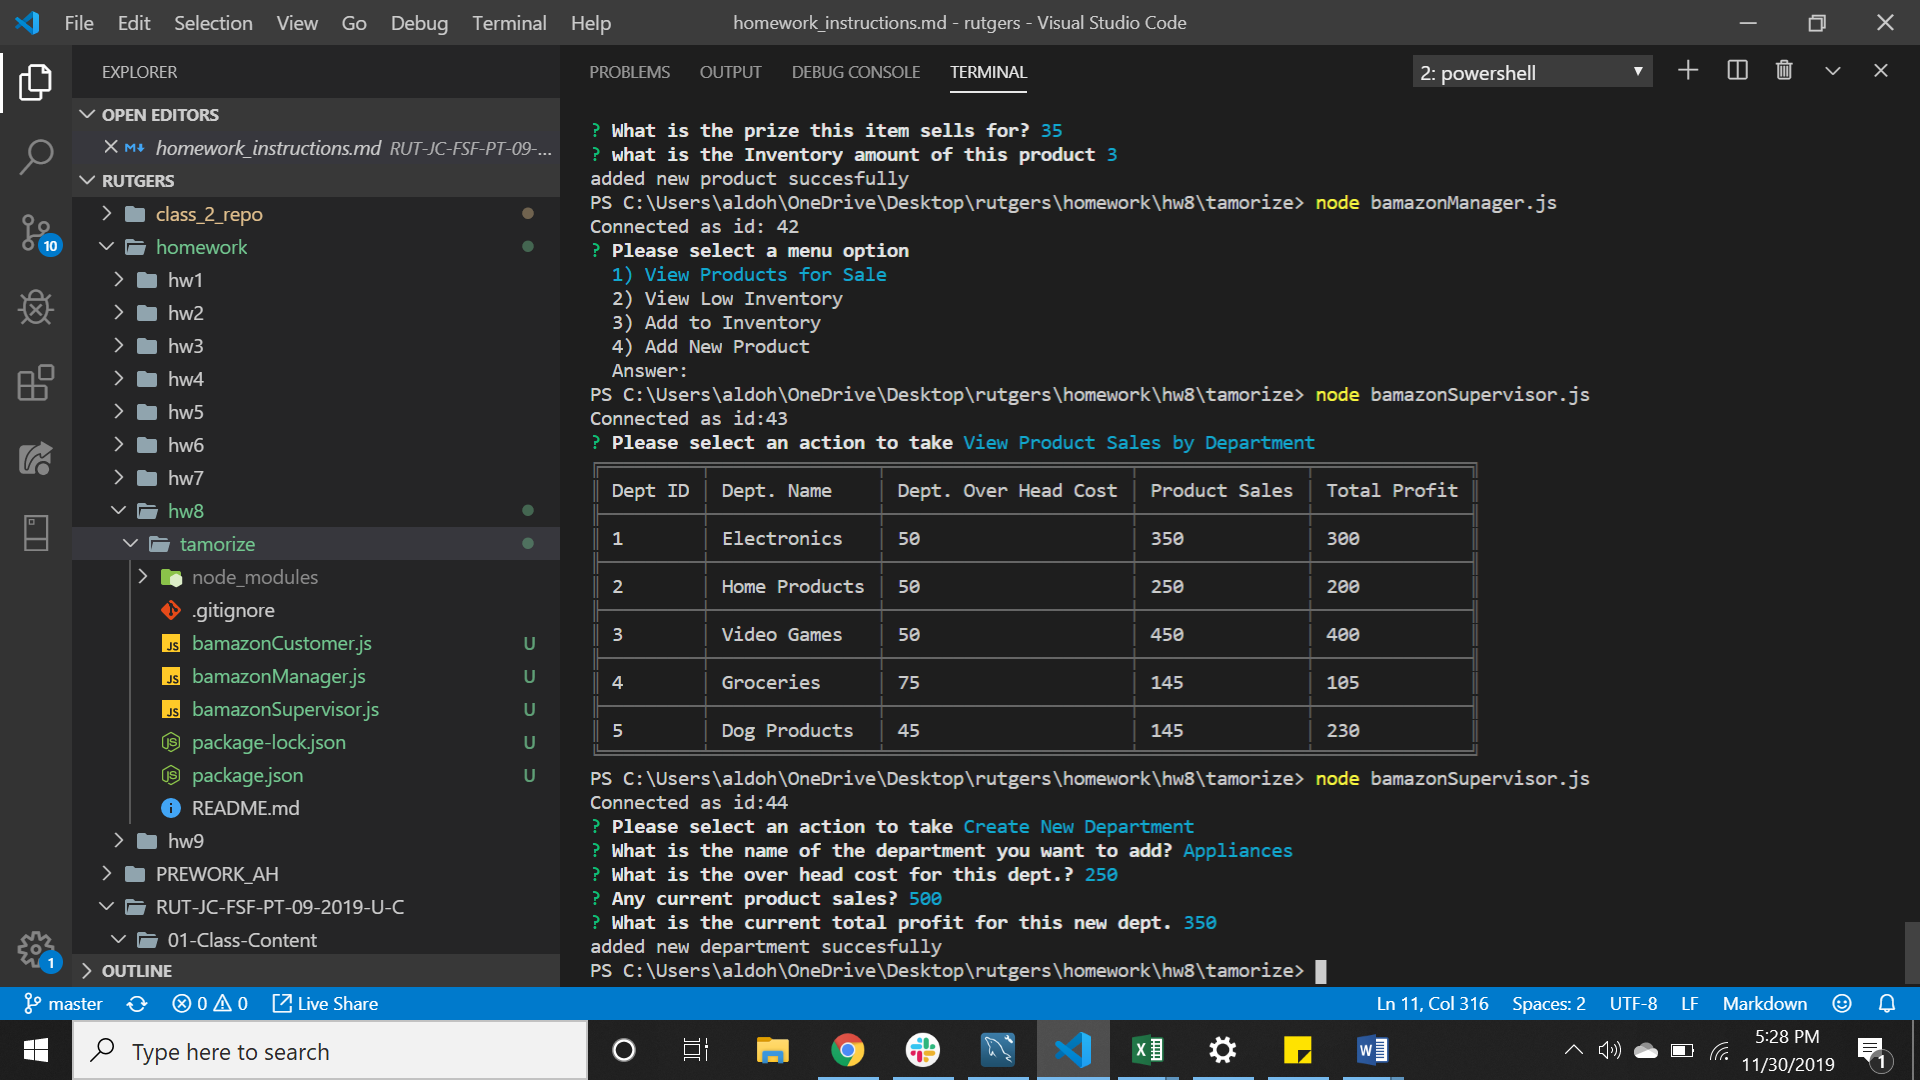 File Edit Selection View Go Debug Terminal Help
homework_instructions.md - rutgers - Visual Studio Code
EXPLORER
OPEN EDITORS
homework_instructions.md RUT-JC-FSF-PT-09-...
RUTGERS
class_2_repo
homework
hw1
hw2
hw3
hw4
hw5
hw6
hw7
hw8
tamorize
node_modules
.gitignore
JS bamazonCustomer.js U
JS bamazonManager.js U
JS bamazonSupervisor.js U
package-lock.json U
package.json U
README.md
hw9
PREWORK_AH
RUT-JC-FSF-PT-09-2019-U-C
01-Class-Content
OUTLINE
10
1
PROBLEMS OUTPUT DEBUG CONSOLE TERMINAL
2: powershell
? What is the prize this item sells for? 35
? what is the Inventory amount of this product 3
added new product succesfully
PS C:\Users\aldoh\OneDrive\Desktop\rutgers\homework\hw8\tamorize> node bamazonManager.js
Connected as id: 42
? Please select a menu option
1) View Products for Sale
2) View Low Inventory
3) Add to Inventory
4) Add New Product
Answer:
PS C:\Users\aldoh\OneDrive\Desktop\rutgers\homework\hw8\tamorize> node bamazonSupervisor.js
Connected as id:43
? Please select an action to take View Product Sales by Department
Dept ID Dept. Name Dept. Over Head Cost Product Sales Total Profit
1 Electronics 50 350 300
2 Home Products 50 250 200
3 Video Games 50 450 400
4 Groceries 75 145 105
5 Dog Products 45 145 230
PS C:\Users\aldoh\OneDrive\Desktop\rutgers\homework\hw8\tamorize> node bamazonSupervisor.js
Connected as id:44
? Please select an action to take Create New Department
? What is the name of the department you want to add? Appliances
? What is the over head cost for this dept.? 250
? Any current product sales? 500
? What is the current total profit for this new dept. 350
added new department succesfully
PS C:\Users\aldoh\OneDrive\Desktop\rutgers\homework\hw8\tamorize>
master 0 0 Live Share
Ln 11, Col 316 Spaces: 2 UTF-8 LF Markdown
Type here to search
5:28 PM
11/30/2019
1